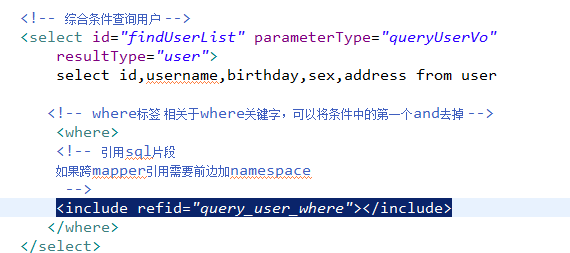 <!-- 综合条件查询用户 -->
<select id="findUserList" parameterType="queryUserVo"
resultType="user">
select id,username,birthday,sex,address from user
<!-- where标签 相关于where关键字，可以将条件中的第一个and去掉 -->
<where>
<!-- 引用sql片段
如果跨mapper引用需要前边加namespace
-->
<include refid="query_user_where"></include>
</where>
</select>